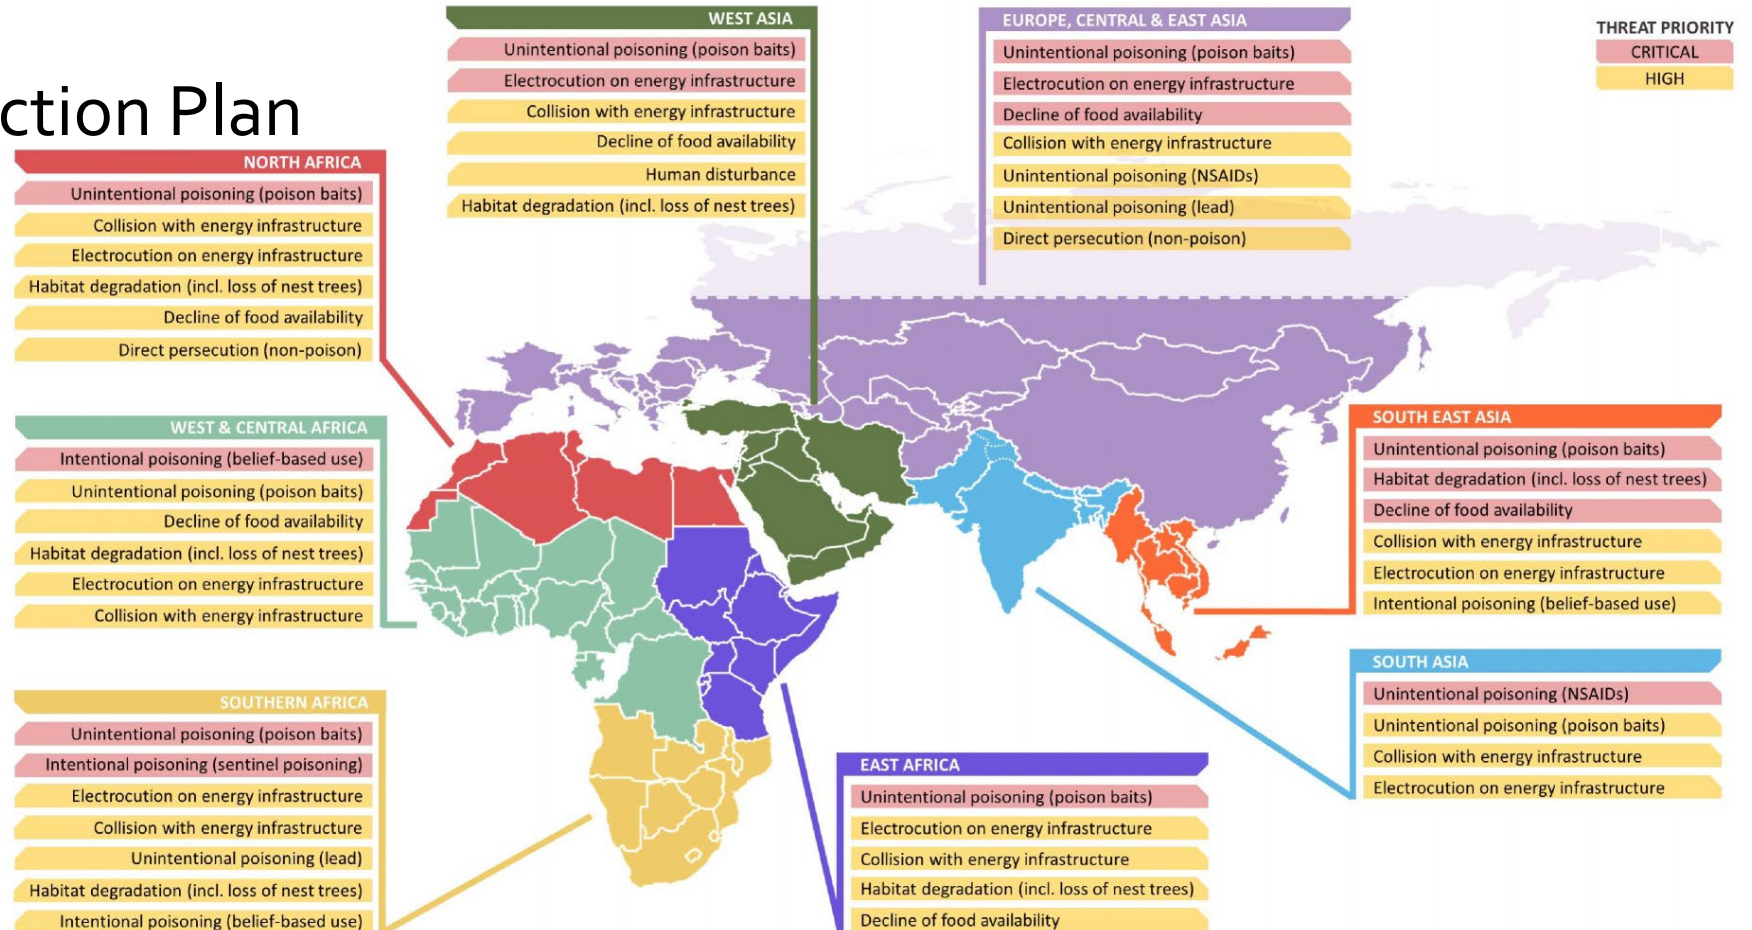 ction Plan
WEST ASIA
Unintentional poisoning (poison baits)
Electrocution on energy infrastructure
Collision with energy infrastructure
Decline of food availability
Human disturbance
Habitat degradation (incl. loss of nest trees)
EUROPE, CENTRAL & EAST ASIA
Unintentional poisoning (poison baits)
Electrocution on energy infrastructure
Decline of food availability
Collision with energy infrastructure
Unintentional poisoning (NSAIDs)
Unintentional poisoning (lead)
Direct persecution (non-poison)
THREAT PRIORITY
CRITICAL
HIGH
NORTH AFRICA
Unintentional poisoning (poison baits)
Collision with energy infrastructure
Electrocution on energy infrastructure
Habitat degradation (incl. loss of nest trees)
Decline of food availability
Direct persecution (non-poison)
WEST & CENTRAL AFRICA
Intentional poisoning (belief-based use)
Unintentional poisoning (poison baits)
Decline of food availability
Habitat degradation (incl. loss of nest trees)
Electrocution on energy infrastructure
Collision with energy infrastructure
SOUTH EAST ASIA
Unintentional poisoning (poison baits)
Habitat degradation (incl. loss of nest trees)
Decline of food availability
Collision with energy infrastructure
Electrocution on energy infrastructure
Intentional poisoning (belief-based use)
SOUTH ASIA
Unintentional poisoning (NSAIDs)
Unintentional poisoning (poison baits)
Collision with energy infrastructure
Electrocution on energy infrastructure
SOUTHERN AFRICA
Unintentional poisoning (poison baits)
Intentional poisoning (sentinel poisoning)
Electrocution on energy infrastructure
Collision with energy infrastructure
Unintentional poisoning (lead)
Habitat degradation (incl. loss of nest trees)
Intentional poisoning (belief-based use)
EAST AFRICA
Unintentional poisoning (poison baits)
Electrocution on energy infrastructure
Collision with energy infrastructure
Habitat degradation (incl. loss of nest trees)
Decline of food availability